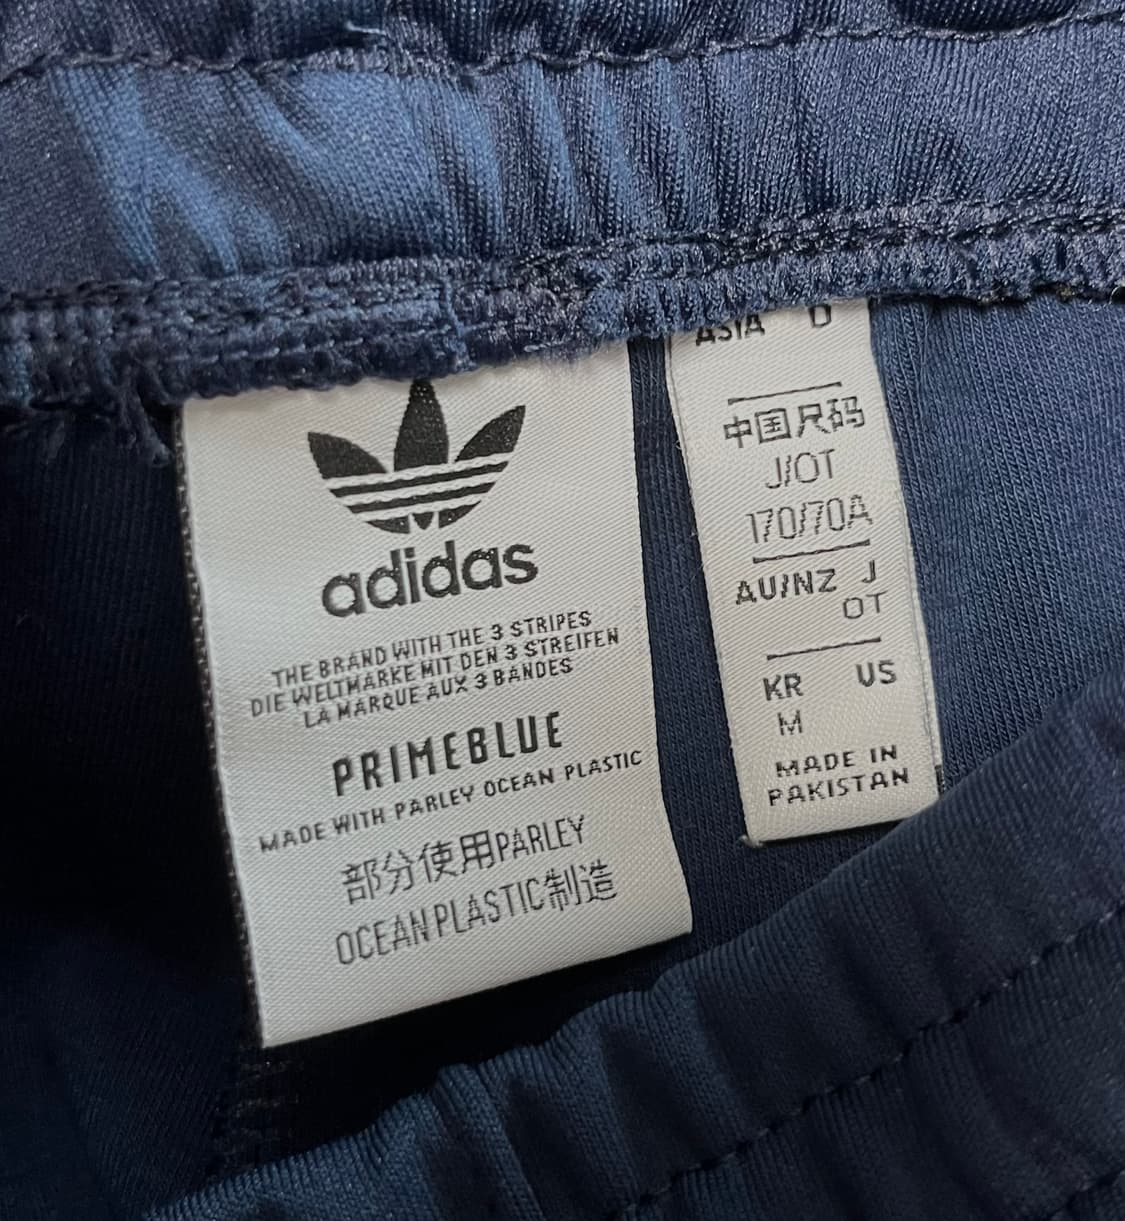 adidas
THE BRAND WITH THE 3 STRIPES
DIE WELTMARKE MIT DEN 3 STREIFEN
LA MARQUE AUX 3 BANDES
PRIMEBLUE
MADE WITH PARLEY OCEAN PLASTIC
部分使用PARLEY
OCEAN PLASTIC制造
ASIA
中国尺码
J/OT
170/70A
AU/NZ J
OT
KR US
M
MADE IN
PAKISTAN